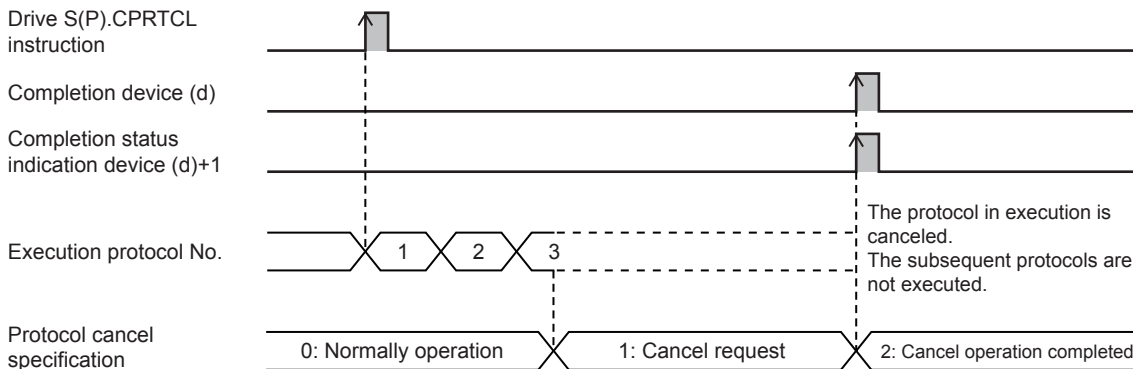 Drive S(P).CPRTCL
instruction
Completion device (d)
Completion status
indication device (d)+1
The protocol in execution is
canceled.
The subsequent protocols are
not executed.
Execution protocol No.
1
2
3
Protocol cancel
specification
0: Normally operation
1: Cancel request
2: Cancel operation completed